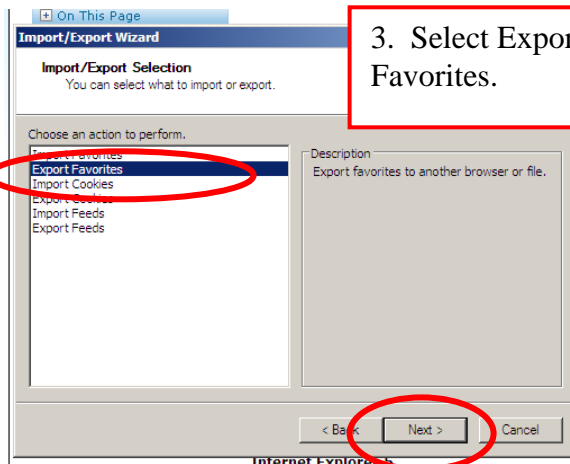 On This Page
Import/Export Wizard
3. Select Expor
Favorites.
Import/Export Selection
You can select what to import or export.
Choose an action to perform.
Import Favorites
Export Favorites
Import Cookies
Export Cookies
Import Feeds
Export Feeds
Description
Export favorites to another browser or file.
< Back
Next >
Cancel
Internet Explorer